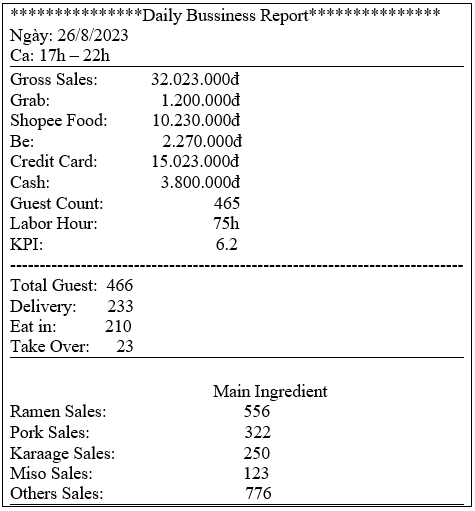 ***************Daily Bussiness Report***************
Ngày: 26/8/2023
Ca: 17h – 22h
Gross Sales: 32.023.000đ
Grab: 1.200.000đ
Shopee Food: 10.230.000đ
Be: 2.270.000đ
Credit Card: 15.023.000đ
Cash: 3.800.000đ
Guest Count: 465
Labor Hour: 75h
KPI: 6.2
--------------------------------------------------------------------------
Total Guest: 466
Delivery: 233
Eat in: 210
Take Over: 23
Main Ingredient
Ramen Sales: 556
Pork Sales: 322
Karaage Sales: 250
Miso Sales: 123
Others Sales: 776